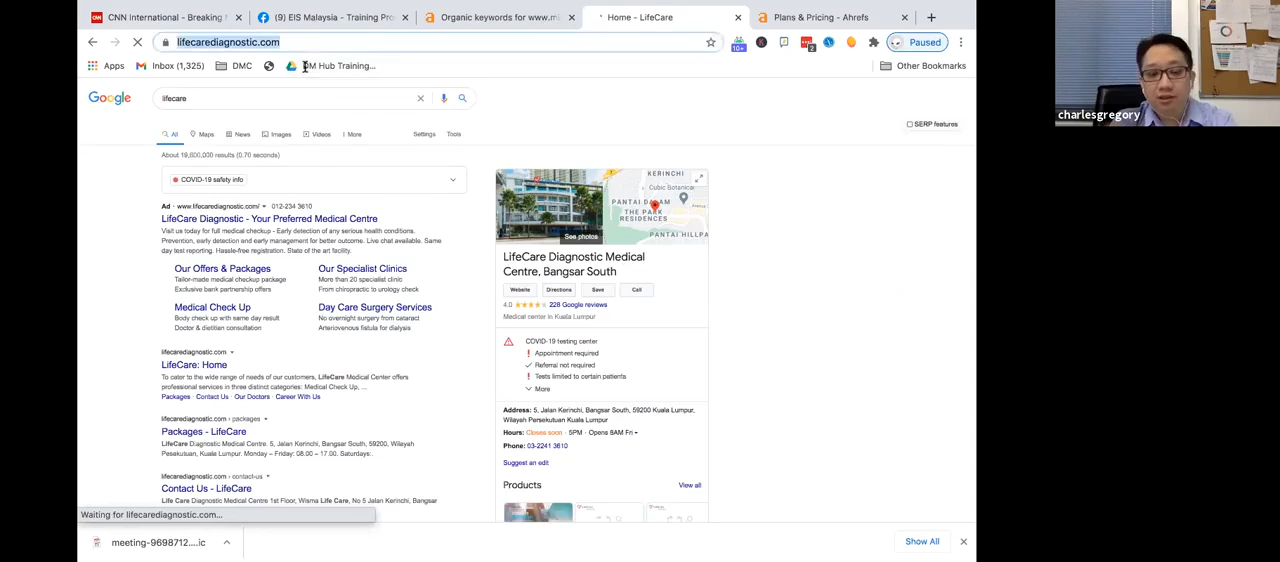 CNN International - Breaking
(9) EIS Malaysia - Training Pro
Organic keywords for www.m
Home - LifeCare
Plans & Pricing - Ahrefs
lifecarediagnostic.com
10+
2
Paused
Apps
Inbox (1,325)
DMC
DM Hub Training...
Other Bookmarks
Google
lifecare
All
Maps
News
Images
Videos
More
Settings
Tools
SERP features
About 19,800,000 results (0.70 seconds)
COVID-19 safety info
Ad · www.lifecarediagnostic.com/ 012-234 3610
LifeCare Diagnostic - Your Preferred Medical Centre
Visit us today for full medical checkup - Early detection of any serious health conditions.
Prevention, early detection and early management for better outcome. Live chat available. Same
day test reporting. Hassle-free registration. State of the art facility.
Our Offers & Packages
Tailor-made medical checkup package
Exclusive bank partnership offers
Our Specialist Clinics
More than 20 specialist clinic
From chiropractic to urology check
Medical Check Up
Body check up with same day result
Doctor & dietitian consultation
Day Care Surgery Services
No overnight surgery from cataract
Arteriovenous fistula for dialysis
lifecarediagnostic.com
LifeCare: Home
To cater to the wide range of needs of our customers, LifeCare Medical Center offers
professional services in three distinct categories: Medical Check Up, ...
Packages · Contact Us · Our Doctors · Career With Us
lifecarediagnostic.com › packages
Packages - LifeCare
LifeCare Diagnostic Medical Centre. 5, Jalan Kerinchi, Bangsar South, 59200, Wilayah
Pesekutuan, Kuala Lumpur. Monday – Friday: 08.00 – 17.00. Saturdays:.
lifecarediagnostic.com › contact-us
Contact Us - LifeCare
Life Care Diagnostic Medical Centre 1st Floor, Wisma Life Care, No 5 Jalan Kerinchi, Bangsar
KERINCHI
Cubic Botanical
PANTAI DALAM
THE PARK
RESIDENCES
PANTAI HILLPA
See photos
LifeCare Diagnostic Medical
Centre, Bangsar South
Website
Directions
Save
Call
4.0
228 Google reviews
Medical center in Kuala Lumpur
COVID-19 testing center
Appointment required
Referral not required
Tests limited to certain patients
More
Address: 5, Jalan Kerinchi, Bangsar South, 59200 Kuala Lumpur,
Wilayah Persekutuan Kuala Lumpur
Hours: Closes soon · 5PM · Opens 8AM Fri
Phone: 03-2241 3610
Suggest an edit
Products
View all
Waiting for lifecarediagnostic.com...
meeting-9698712....ic
Show All
charlesgregory